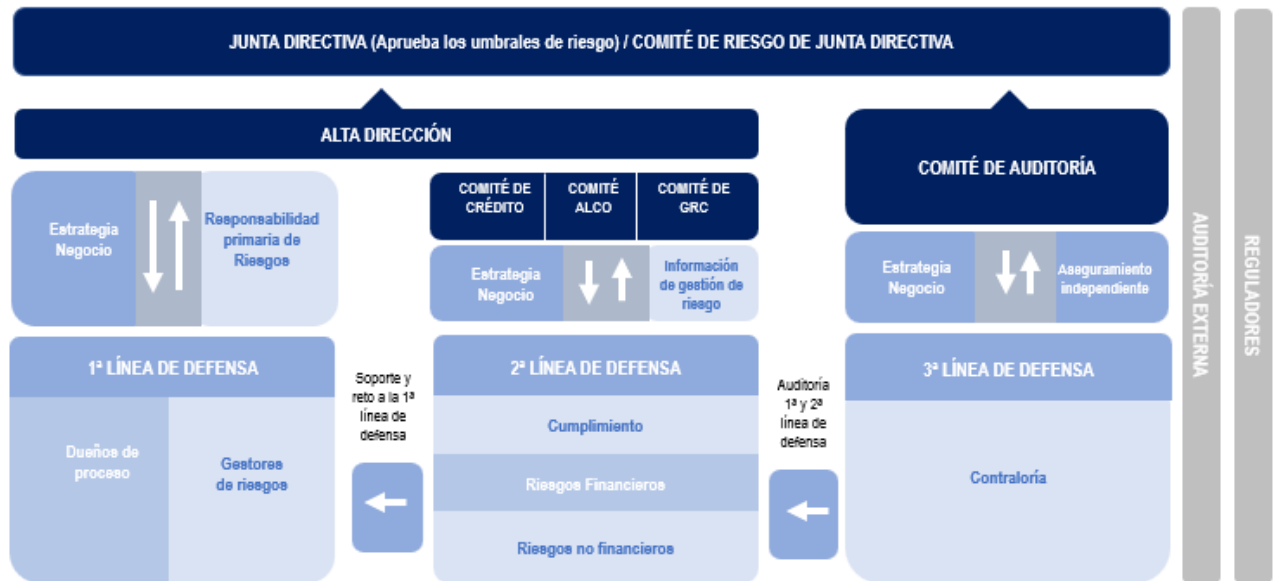 JUNTA DIRECTIVA (Aprueba los umbrales de riesgo) / COMITÉ DE RIESGO DE JUNTA DIRECTIVA
ALTA DIRECCIÓN
Estrategia
Negocio
Responsabilidad
primaria de
Riesgos
COMITÉ DE
CRÉDITO
COMITÉ
ALCO
COMITÉ DE
GRC
Estrategia
Negocio
Información
de gestión de
riesgo
COMITÉ DE AUDITORÍA
Estrategia
Negocio
Aseguramiento
independiente
1ª LÍNEA DE DEFENSA
Dueños de
proceso
Gestores
de riesgos
Soporte y
reto a la 1ª
línea de
defensa
2ª LÍNEA DE DEFENSA
Cumplimiento
Riesgos Financieros
Riesgos no financieros
Auditoría
1ª y 2ª
línea de
defensa
3ª LÍNEA DE DEFENSA
Contraloría
AUDITORÍA EXTERNA
REGULADORES